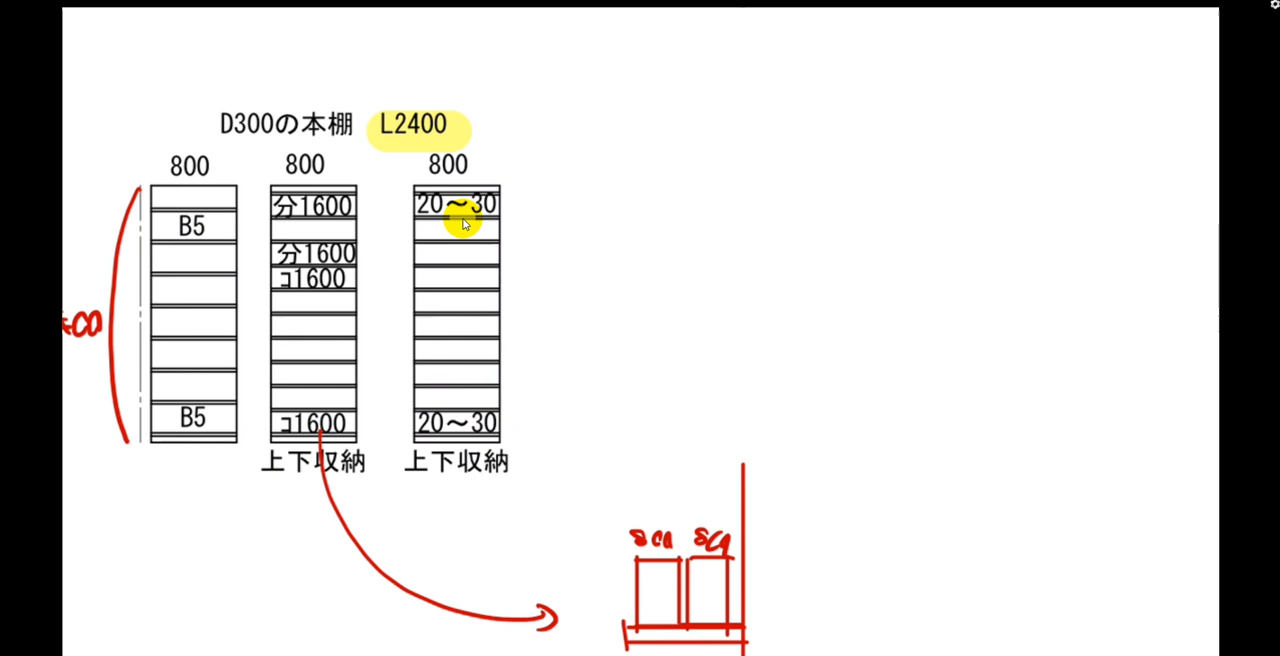 D300の本棚 L2400
800 800 800
分1600 20～30
B5
分1600
コ1600
B5 コ1600 20～30
上下収納 上下収納